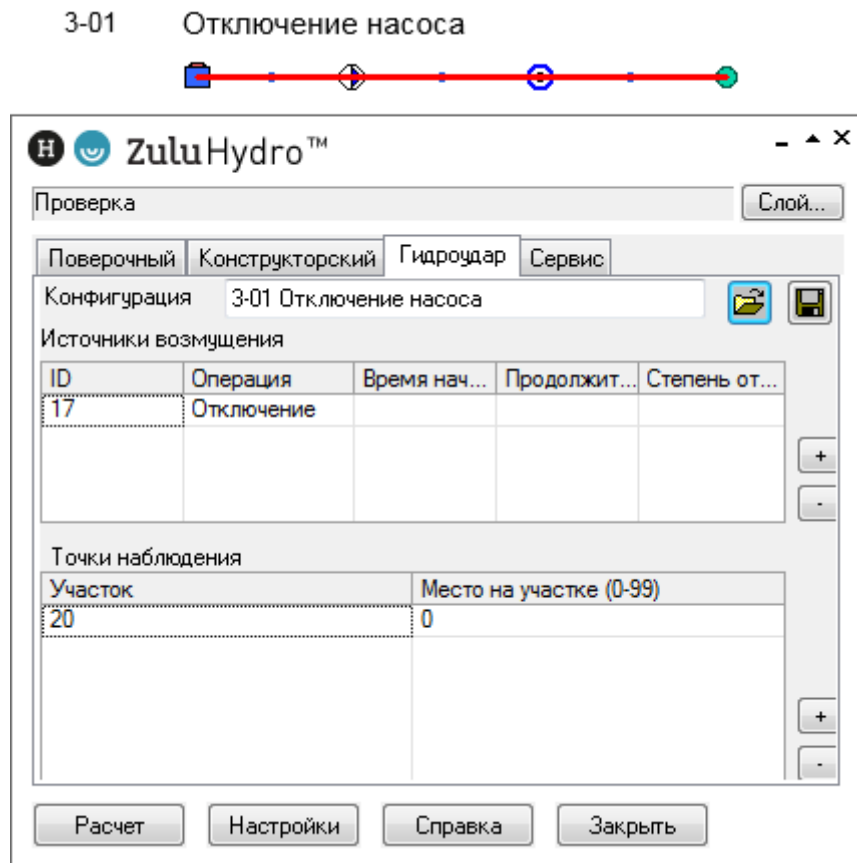 3-01 Отключение насоса
H ZuluHydro™
Проверка Слой...
Поверочный Конструкторский Гидроудар Сервис
Конфигурация 3-01 Отключение насоса
Источники возмущения
ID Операция Время нач... Продолжит... Степень от...
17 Отключение
+
-
Точки наблюдения
Участок Место на участке (0-99)
20 0
+
-
Расчет Настройки Справка Закрыть